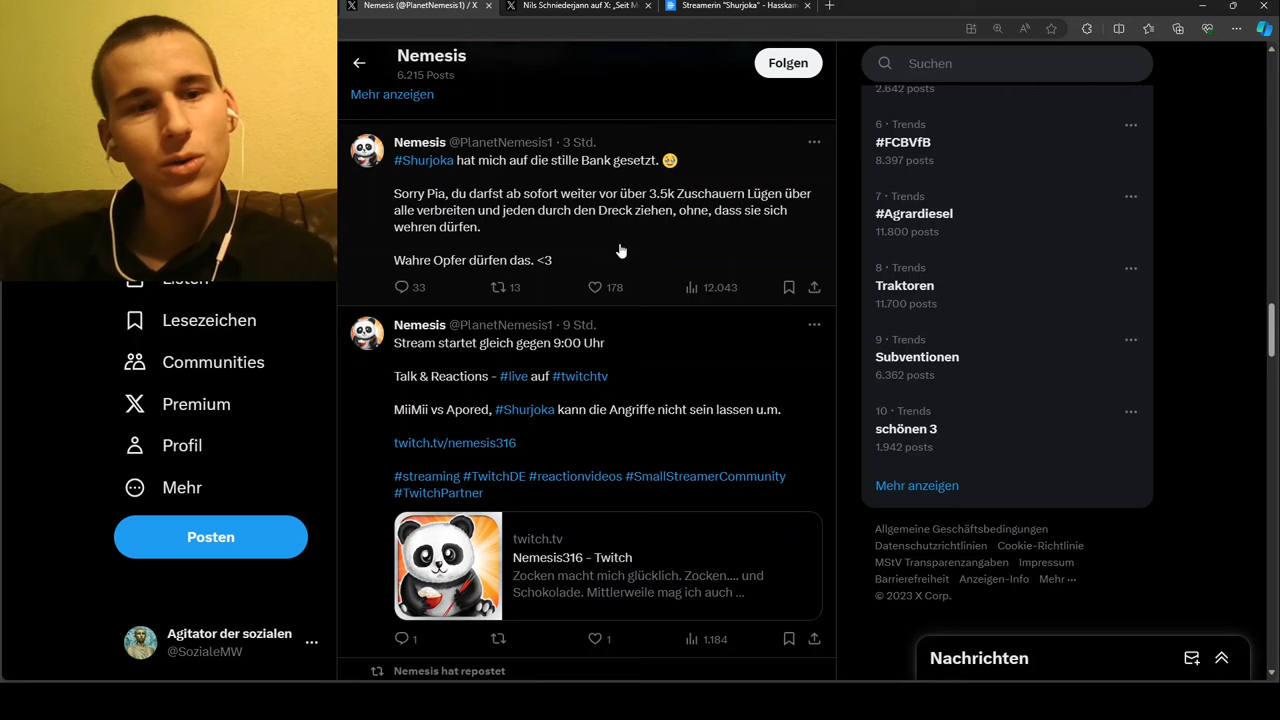 Nemesis (@PlanetNemesis1) / X
Nils Schniederjann auf X: „Seit M
Streamerin "Shurjoka" - Hasskam
Nemesis
6.215 Posts
Folgen
Mehr anzeigen
Nemesis @PlanetNemesis1 · 3 Std.
#Shurjoka hat mich auf die stille Bank gesetzt. 🥹
Sorry Pia, du darfst ab sofort weiter vor über 3.5k Zuschauern Lügen über
alle verbreiten und jeden durch den Dreck ziehen, ohne, dass sie sich
wehren dürfen.
Wahre Opfer dürfen das. <3
33
13
178
12.043
Nemesis @PlanetNemesis1 · 9 Std.
Stream startet gleich gegen 9:00 Uhr
Talk & Reactions - #live auf #twitchtv
MiiMii vs Apored, #Shurjoka kann die Angriffe nicht sein lassen u.m.
twitch.tv/nemesis316
#streaming #TwitchDE #reactionvideos #SmallStreamerCommunity
#TwitchPartner
twitch.tv
Nemesis316 - Twitch
Zocken macht mich glücklich. Zocken.... und
Schokolade. Mittlerweile mag ich auch ...
1
1
1.184
Nemesis hat repostet
Listen
Lesezeichen
Communities
Premium
Profil
Mehr
Posten
Agitator der sozialen
@SozialeMW
Suchen
2.642 posts
6 · Trends
#FCBVfB
8.397 posts
7 · Trends
#Agrardiesel
11.800 posts
8 · Trends
Traktoren
11.700 posts
9 · Trends
Subventionen
6.362 posts
10 · Trends
schönen 3
1.942 posts
Mehr anzeigen
Allgemeine Geschäftsbedingungen
Datenschutzrichtlinien Cookie-Richtlinie
MStV Transparenzangaben Impressum
Barrierefreiheit Anzeigen-Info Mehr ···
© 2023 X Corp.
Nachrichten